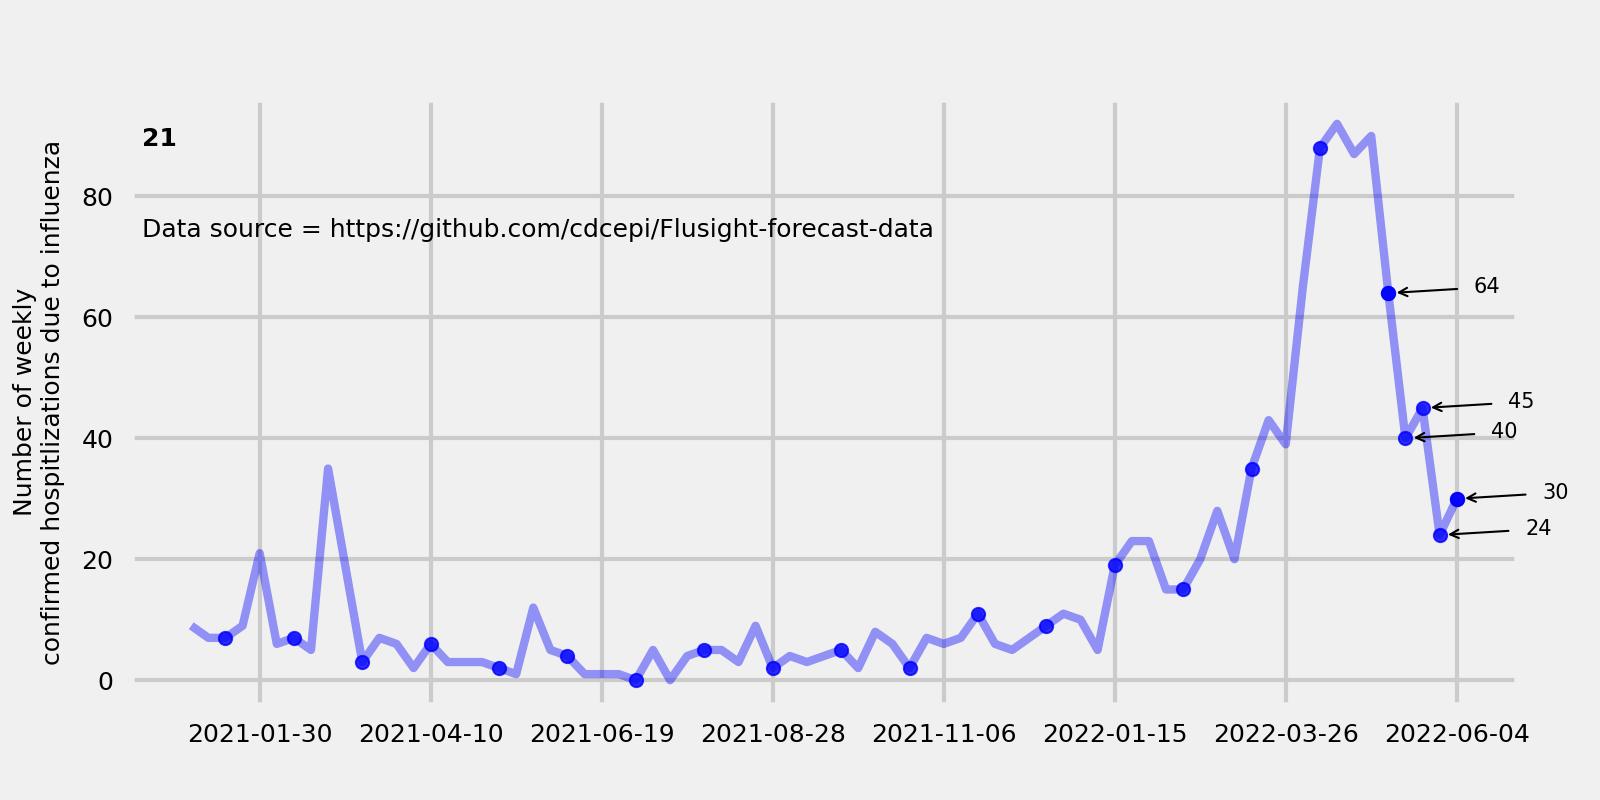 21
Data source = https://github.com/cdcepi/Flusight-forecast-data
Number of weekly
confirmed hospitlizations due to influenza
80
60
40
20
0
64
45
40
30
24
2021-01-30 2021-04-10 2021-06-19 2021-08-28 2021-11-06 2022-01-15 2022-03-26 2022-06-04